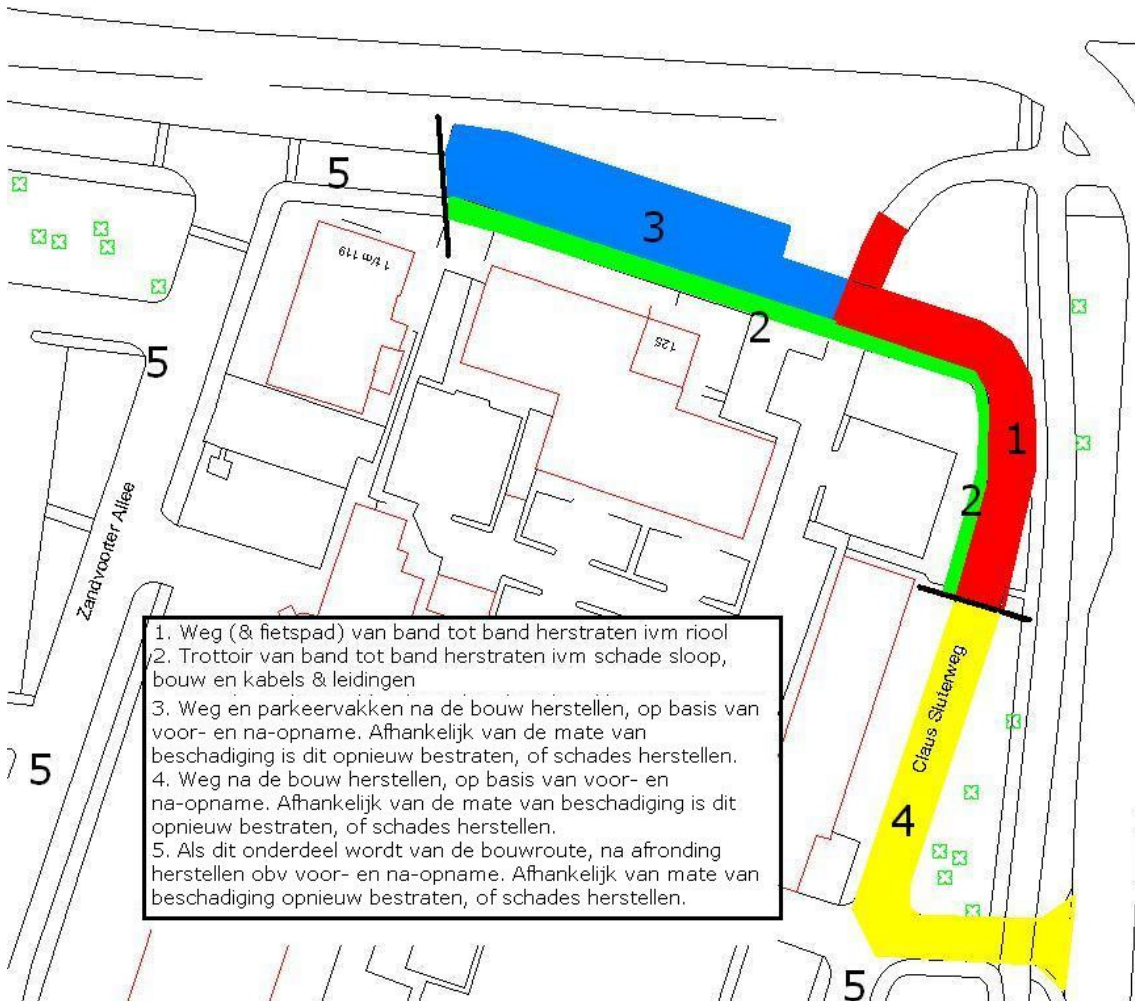 5
3
1 t/m 119
2
125
5
1
2
Zandvoorter Allee
1. Weg (& fietspad) van band tot band herstraten ivm riool
2. Trottoir van band tot band herstraten ivm schade sloop,
bouw en kabels & leidingen
3. Weg en parkeervakken na de bouw herstellen, op basis van
voor- en na-opname. Afhankelijk van de mate van
beschadiging is dit opnieuw bestraten, of schades herstellen.
4. Weg na de bouw herstellen, op basis van voor- en
na-opname. Afhankelijk van de mate van beschadiging is dit
opnieuw bestraten, of schades herstellen.
5. Als dit onderdeel wordt van de bouwroute, na afronding
herstellen obv voor- en na-opname. Afhankelijk van mate van
beschadiging opnieuw bestraten, of schades herstellen.
Claus Sluterweg
5
4
5